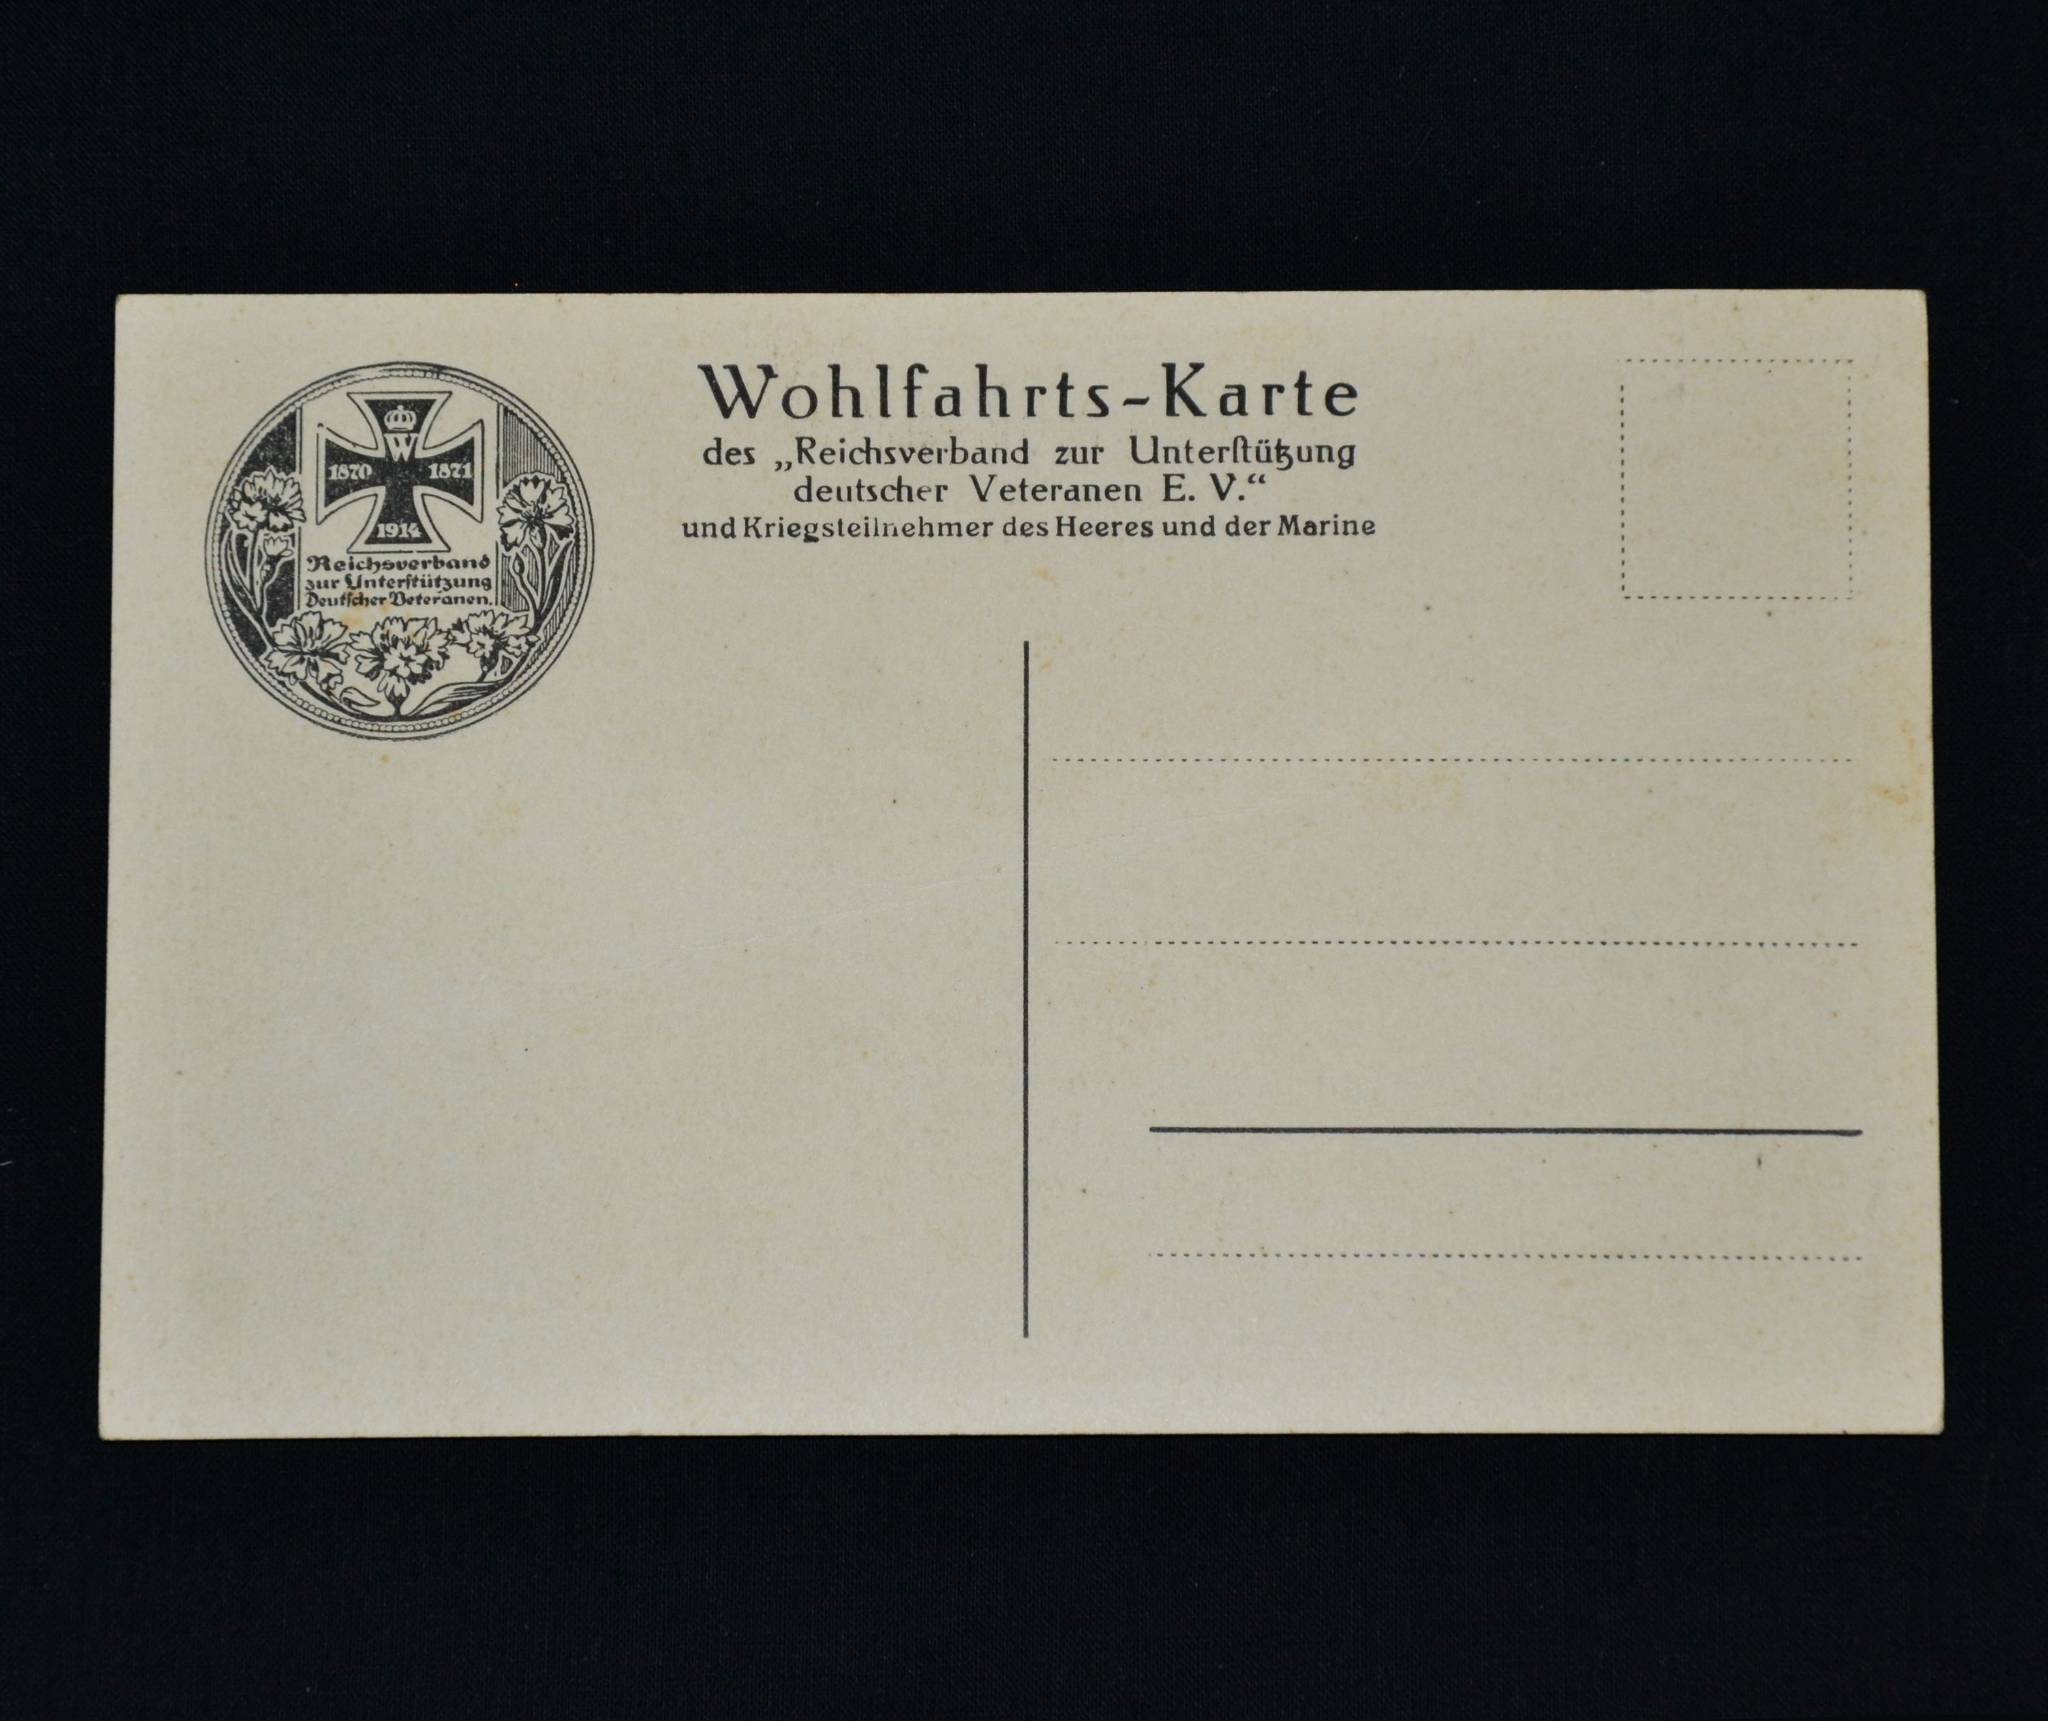 W
1870 1871
1914
Reichsverband
zur Unterstützung
Deutscher Veteranen.
Wohlfahrts-Karte
des „Reichsverband zur Unterstützung
deutscher Veteranen E. V.“
und Kriegsteilnehmer des Heeres und der Marine